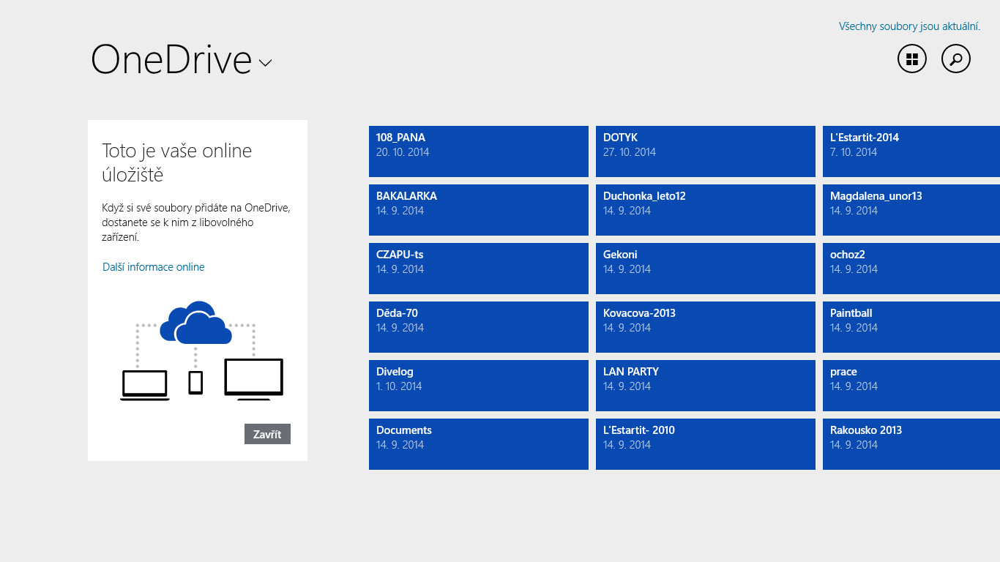 Všechny soubory jsou aktuální.
OneDrive
Toto je vaše online
úložiště
Když si své soubory přidáte na OneDrive,
dostanete se k nim z libovolného
zařízení.
Další informace online
Zavřít
108_PANA
20. 10. 2014
BAKALARKA
14. 9. 2014
CZAPU-ts
14. 9. 2014
Děda-70
14. 9. 2014
Divelog
1. 10. 2014
Documents
14. 9. 2014
DOTYK
27. 10. 2014
Duchonka_leto12
14. 9. 2014
Gekoni
14. 9. 2014
Kovacova-2013
14. 9. 2014
LAN PARTY
14. 9. 2014
L'Estartit- 2010
14. 9. 2014
L'Estartit-2014
7. 10. 2014
Magdalena_unor13
14. 9. 2014
ochoz2
14. 9. 2014
Paintball
14. 9. 2014
prace
14. 9. 2014
Rakousko 2013
14. 9. 2014